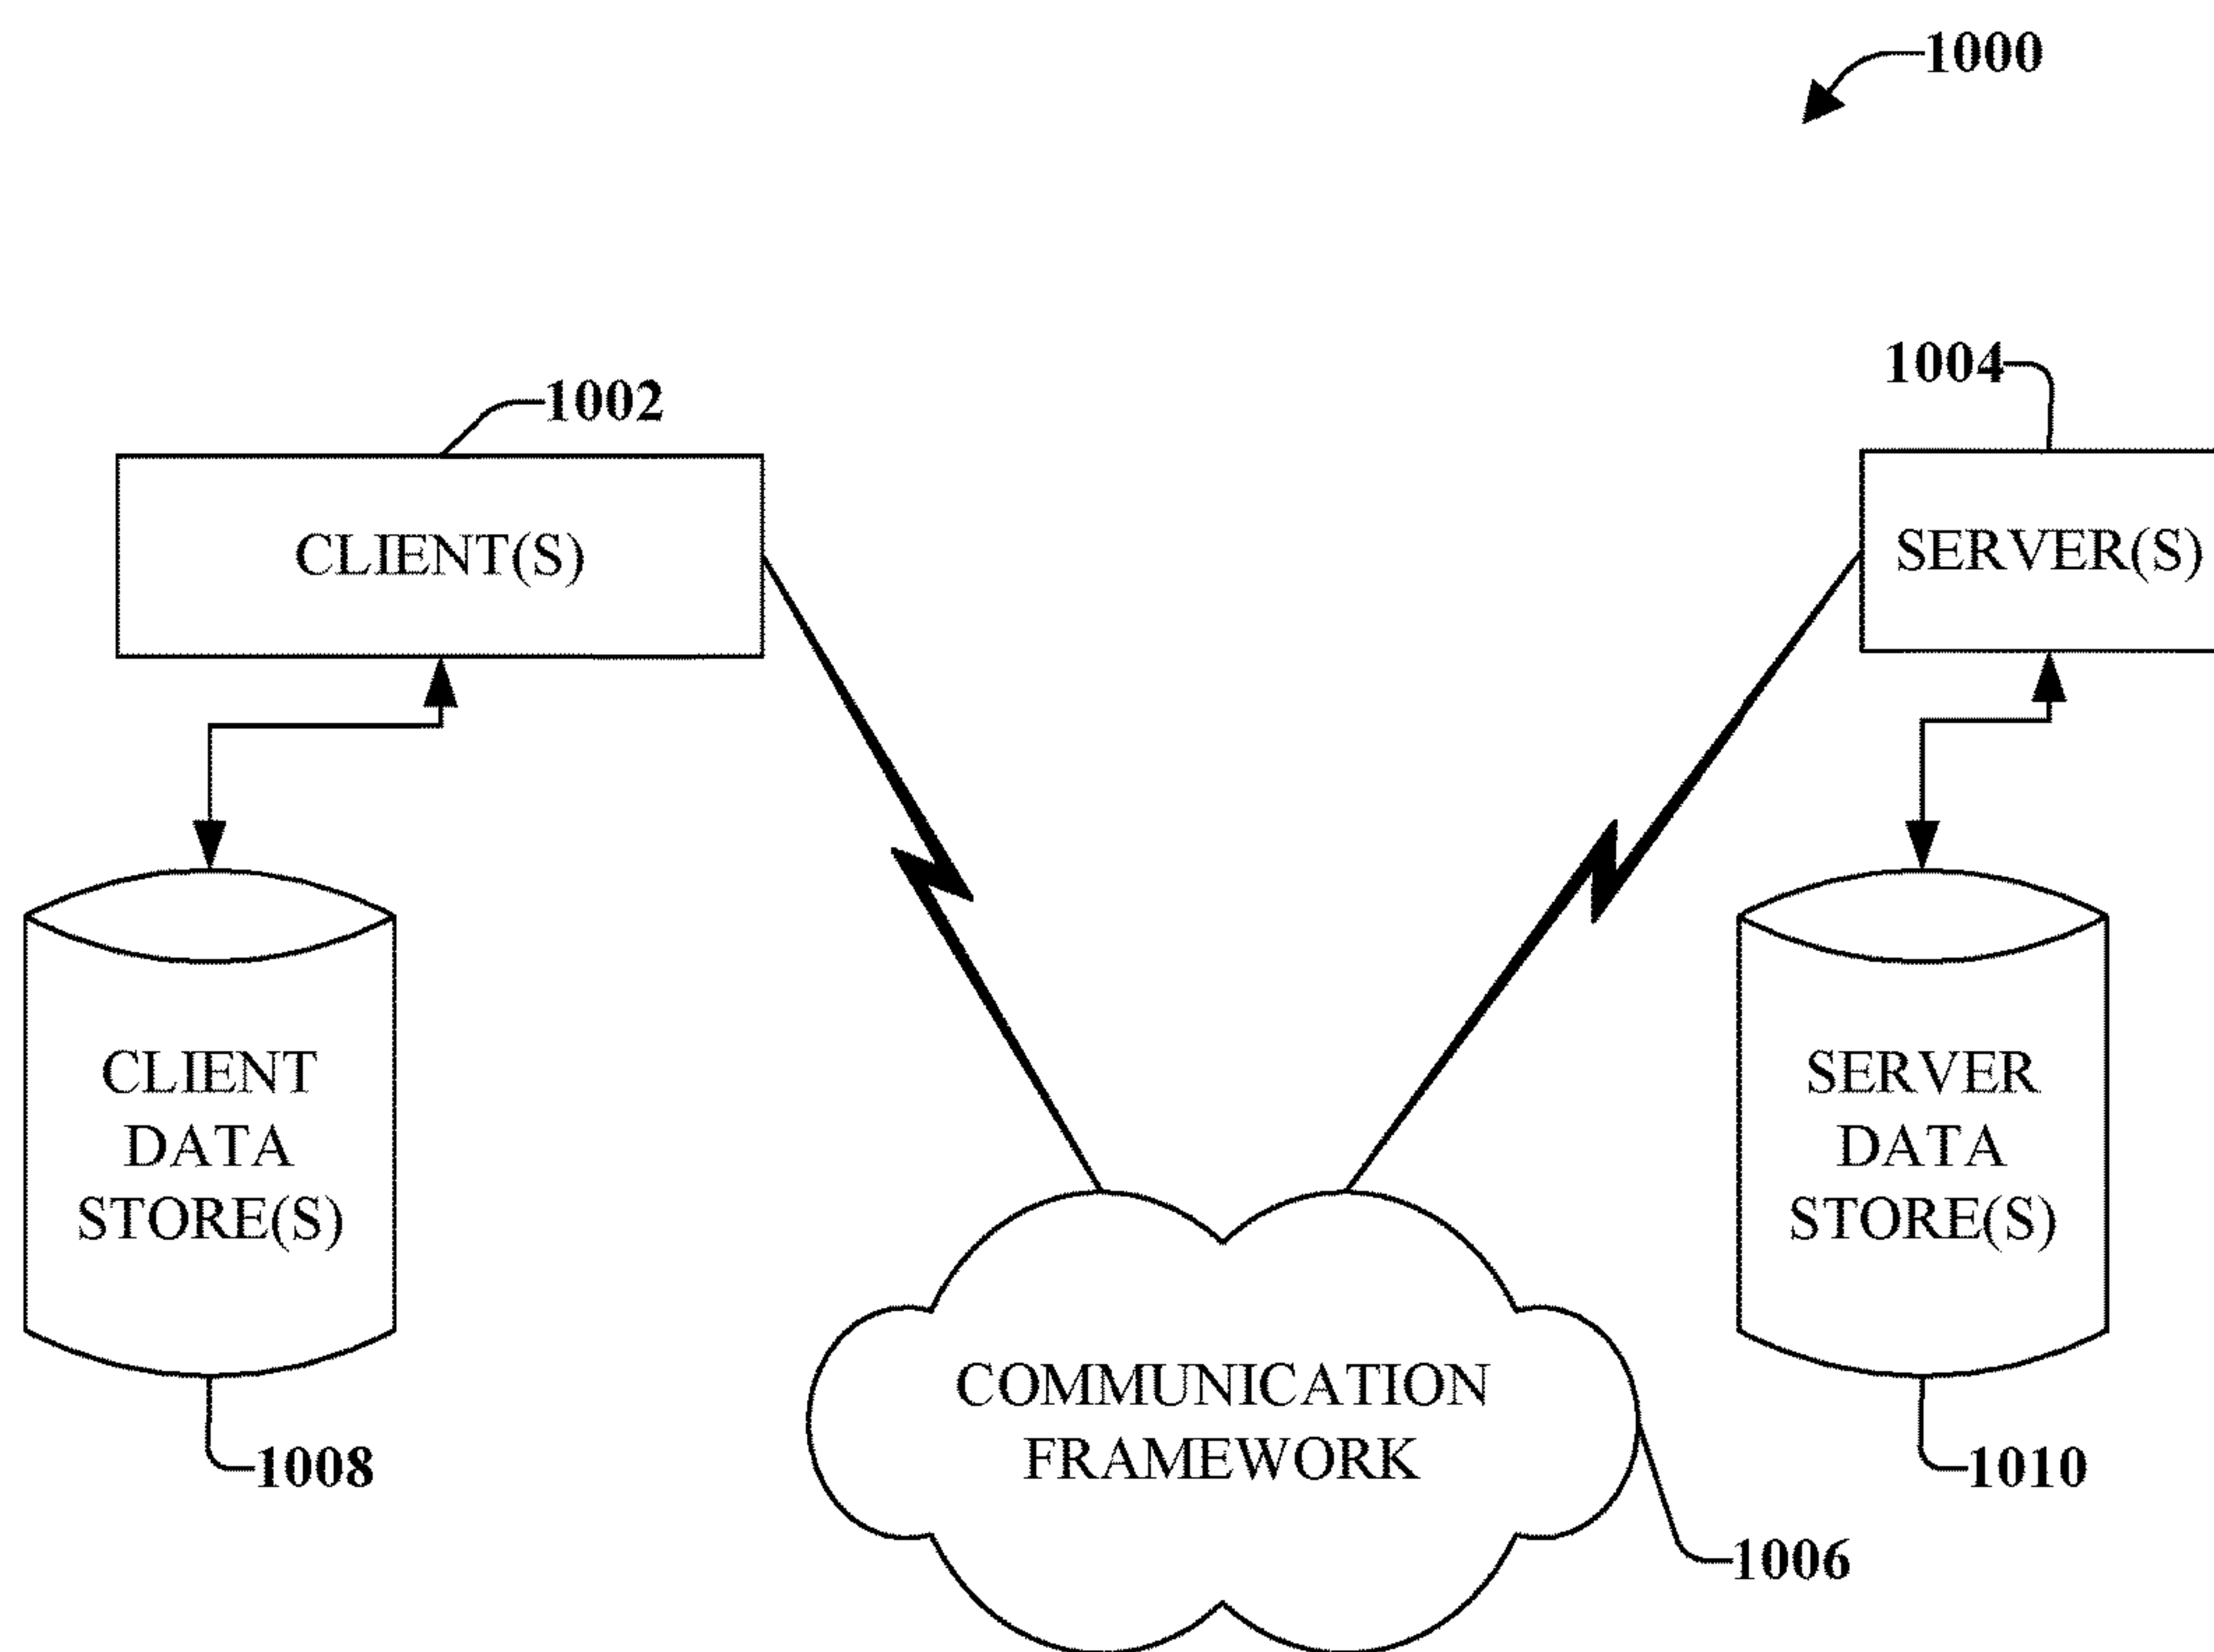 1000
1002
1004
CLIENT(S)
SERVER(S)
CLIENT
DATA
STORE(S)
SERVER
DATA
STORE(S)
COMMUNICATION
FRAMEWORK
1008
1010
1006